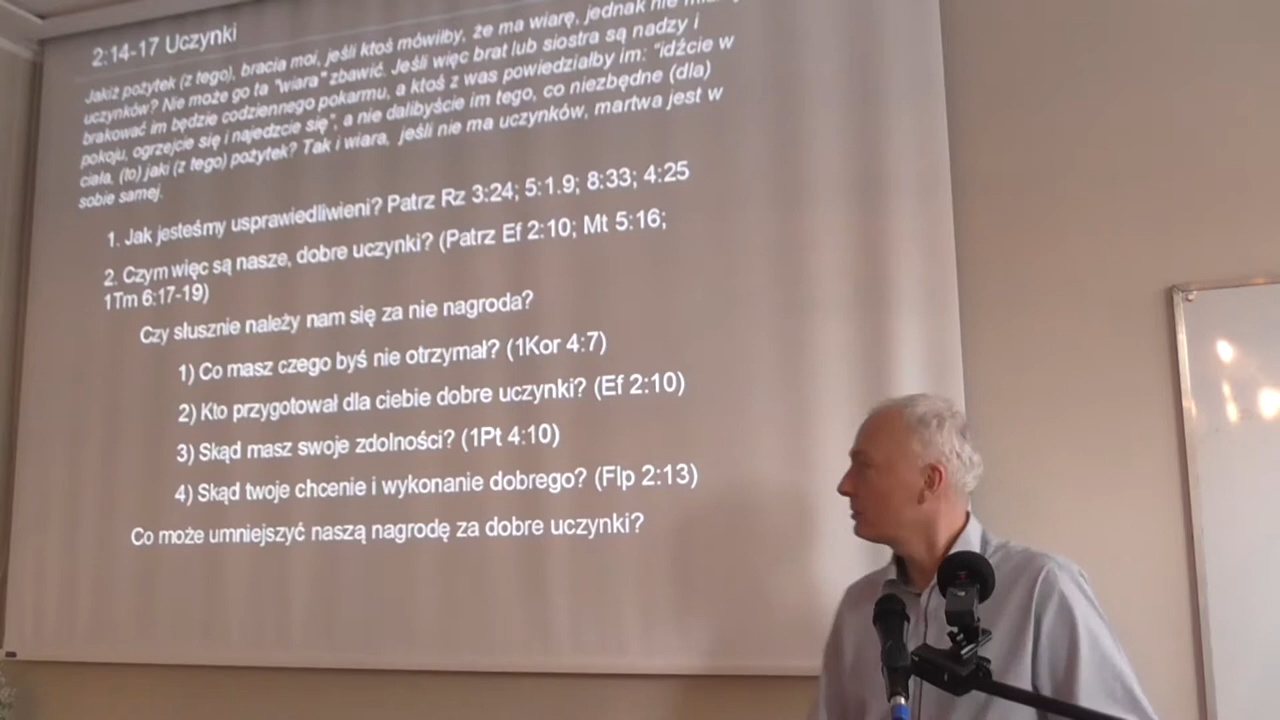 2:14-17 Uczynki
Jakiż pożytek (z tego), bracia moi, jeśli ktoś mówiłby, że ma wiarę, jednak nie
uczynków? Nie może go ta "wiara" zbawić. Jeśli więc brat lub siostra są nadzy i
brakować im będzie codziennego pokarmu, a ktoś z was powiedziałby im: "idźcie w
pokoju, ogrzejcie się i najedzcie się", a nie dalibyście im tego, co niezbędne (dla)
ciała, (to) jaki (z tego) pożytek? Tak i wiara, jeśli nie ma uczynków, martwa jest w
sobie samej.
1. Jak jesteśmy usprawiedliwieni? Patrz Rz 3:24; 5:1.9; 8:33; 4:25
2. Czym więc są nasze, dobre uczynki? (Patrz Ef 2:10; Mt 5:16;
1Tm 6:17-19)
Czy słusznie należy nam się za nie nagroda?
1) Co masz czego byś nie otrzymał? (1Kor 4:7)
2) Kto przygotował dla ciebie dobre uczynki? (Ef 2:10)
3) Skąd masz swoje zdolności? (1Pt 4:10)
4) Skąd twoje chcenie i wykonanie dobrego? (Flp 2:13)
Co może umniejszyć naszą nagrodę za dobre uczynki?